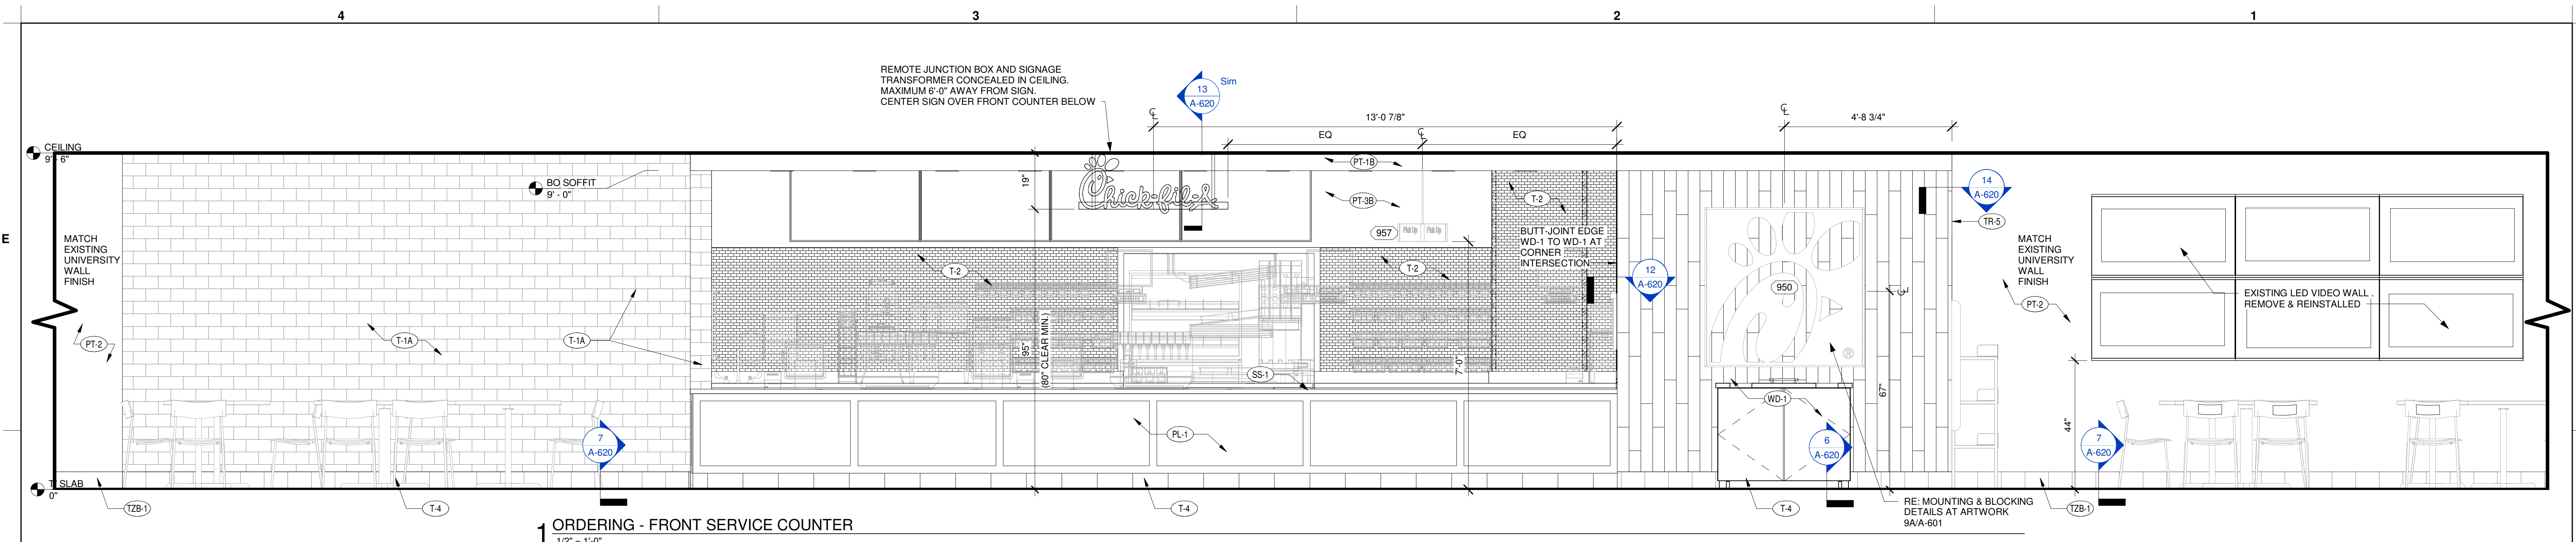 4
3
2
1
REMOTE JUNCTION BOX AND SIGNAGE
TRANSFORMER CONCEALED IN CEILING.
MAXIMUM 6'-0" AWAY FROM SIGN.
CENTER SIGN OVER FRONT COUNTER BELOW
13
A-620
Sim
13'-0 7/8"
4'-8 3/4"
EQ
EQ
CEILING
9' - 6"
BO SOFFIT
9' - 0"
19"
Chick-fil-A
PT-1B
PT-3B
T-2
14
A-620
TR-5
E
MATCH
EXISTING
UNIVERSITY
WALL
FINISH
957
Pick Up
Pick Up
BUTT-JOINT EDGE
WD-1 TO WD-1 AT
CORNER
INTERSECTION
MATCH
EXISTING
UNIVERSITY
WALL
FINISH
T-2
T-2
12
A-620
950
EXISTING LED VIDEO WALL .
REMOVE & REINSTALLED
PT-2
PT-2
T-1A
T-1A
95"
(80" CLEAR MIN.)
7'-0"
®
SS-1
67"
WD-1
44"
PL-1
7
A-620
6
A-620
7
A-620
T/ SLAB
0"
TZB-1
T-4
T-4
T-4
RE: MOUNTING & BLOCKING
DETAILS AT ARTWORK
9A/A-601
TZB-1
1
ORDERING - FRONT SERVICE COUNTER
1/2" = 1'-0"